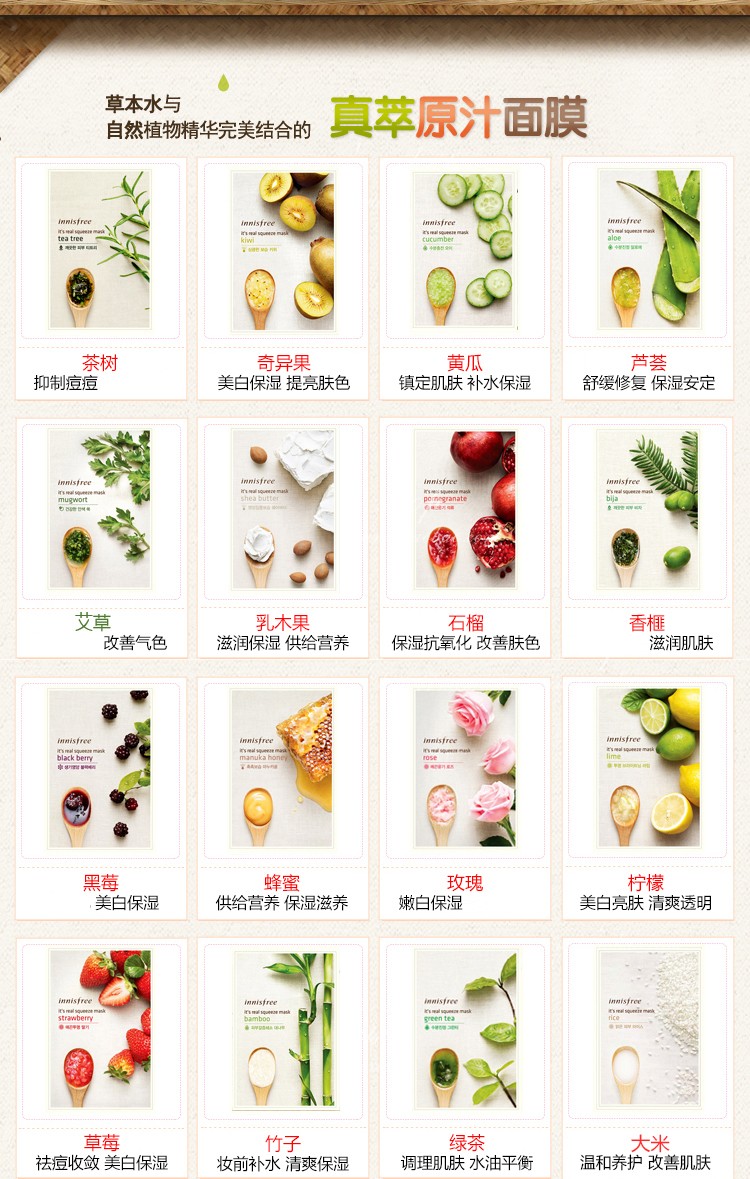 草本水与
自然植物精华完美结合的
真萃原汁面膜
innisfree
it's real squeeze mask
tea tree
茶树
抑制痘痘
innisfree
it's real squeeze mask
kiwi
奇异果
美白保湿 提亮肤色
innisfree
it's real squeeze mask
cucumber
黄瓜
镇定肌肤 补水保湿
innisfree
it's real squeeze mask
aloe
芦荟
舒缓修复 保湿安定
innisfree
it's real squeeze mask
mugwort
艾草
改善气色
innisfree
it's real squeeze mask
shea butter
乳木果
滋润保湿 供给营养
innisfree
it's real squeeze mask
pomegranate
石榴
保湿抗氧化 改善肤色
innisfree
it's real squeeze mask
bija
香榧
滋润肌肤
innisfree
it's real squeeze mask
black berry
黑莓
美白保湿
innisfree
it's real squeeze mask
manuka honey
蜂蜜
供给营养 保湿滋养
innisfree
it's real squeeze mask
rose
玫瑰
嫩白保湿
innisfree
it's real squeeze mask
lime
柠檬
美白亮肤 清爽透明
innisfree
it's real squeeze mask
strawberry
草莓
祛痘收敛 美白保湿
innisfree
it's real squeeze mask
bamboo
竹子
妆前补水 清爽保湿
innisfree
it's real squeeze mask
green tea
绿茶
调理肌肤 水油平衡
innisfree
it's real squeeze mask
rice
大米
温和养护 改善肌肤